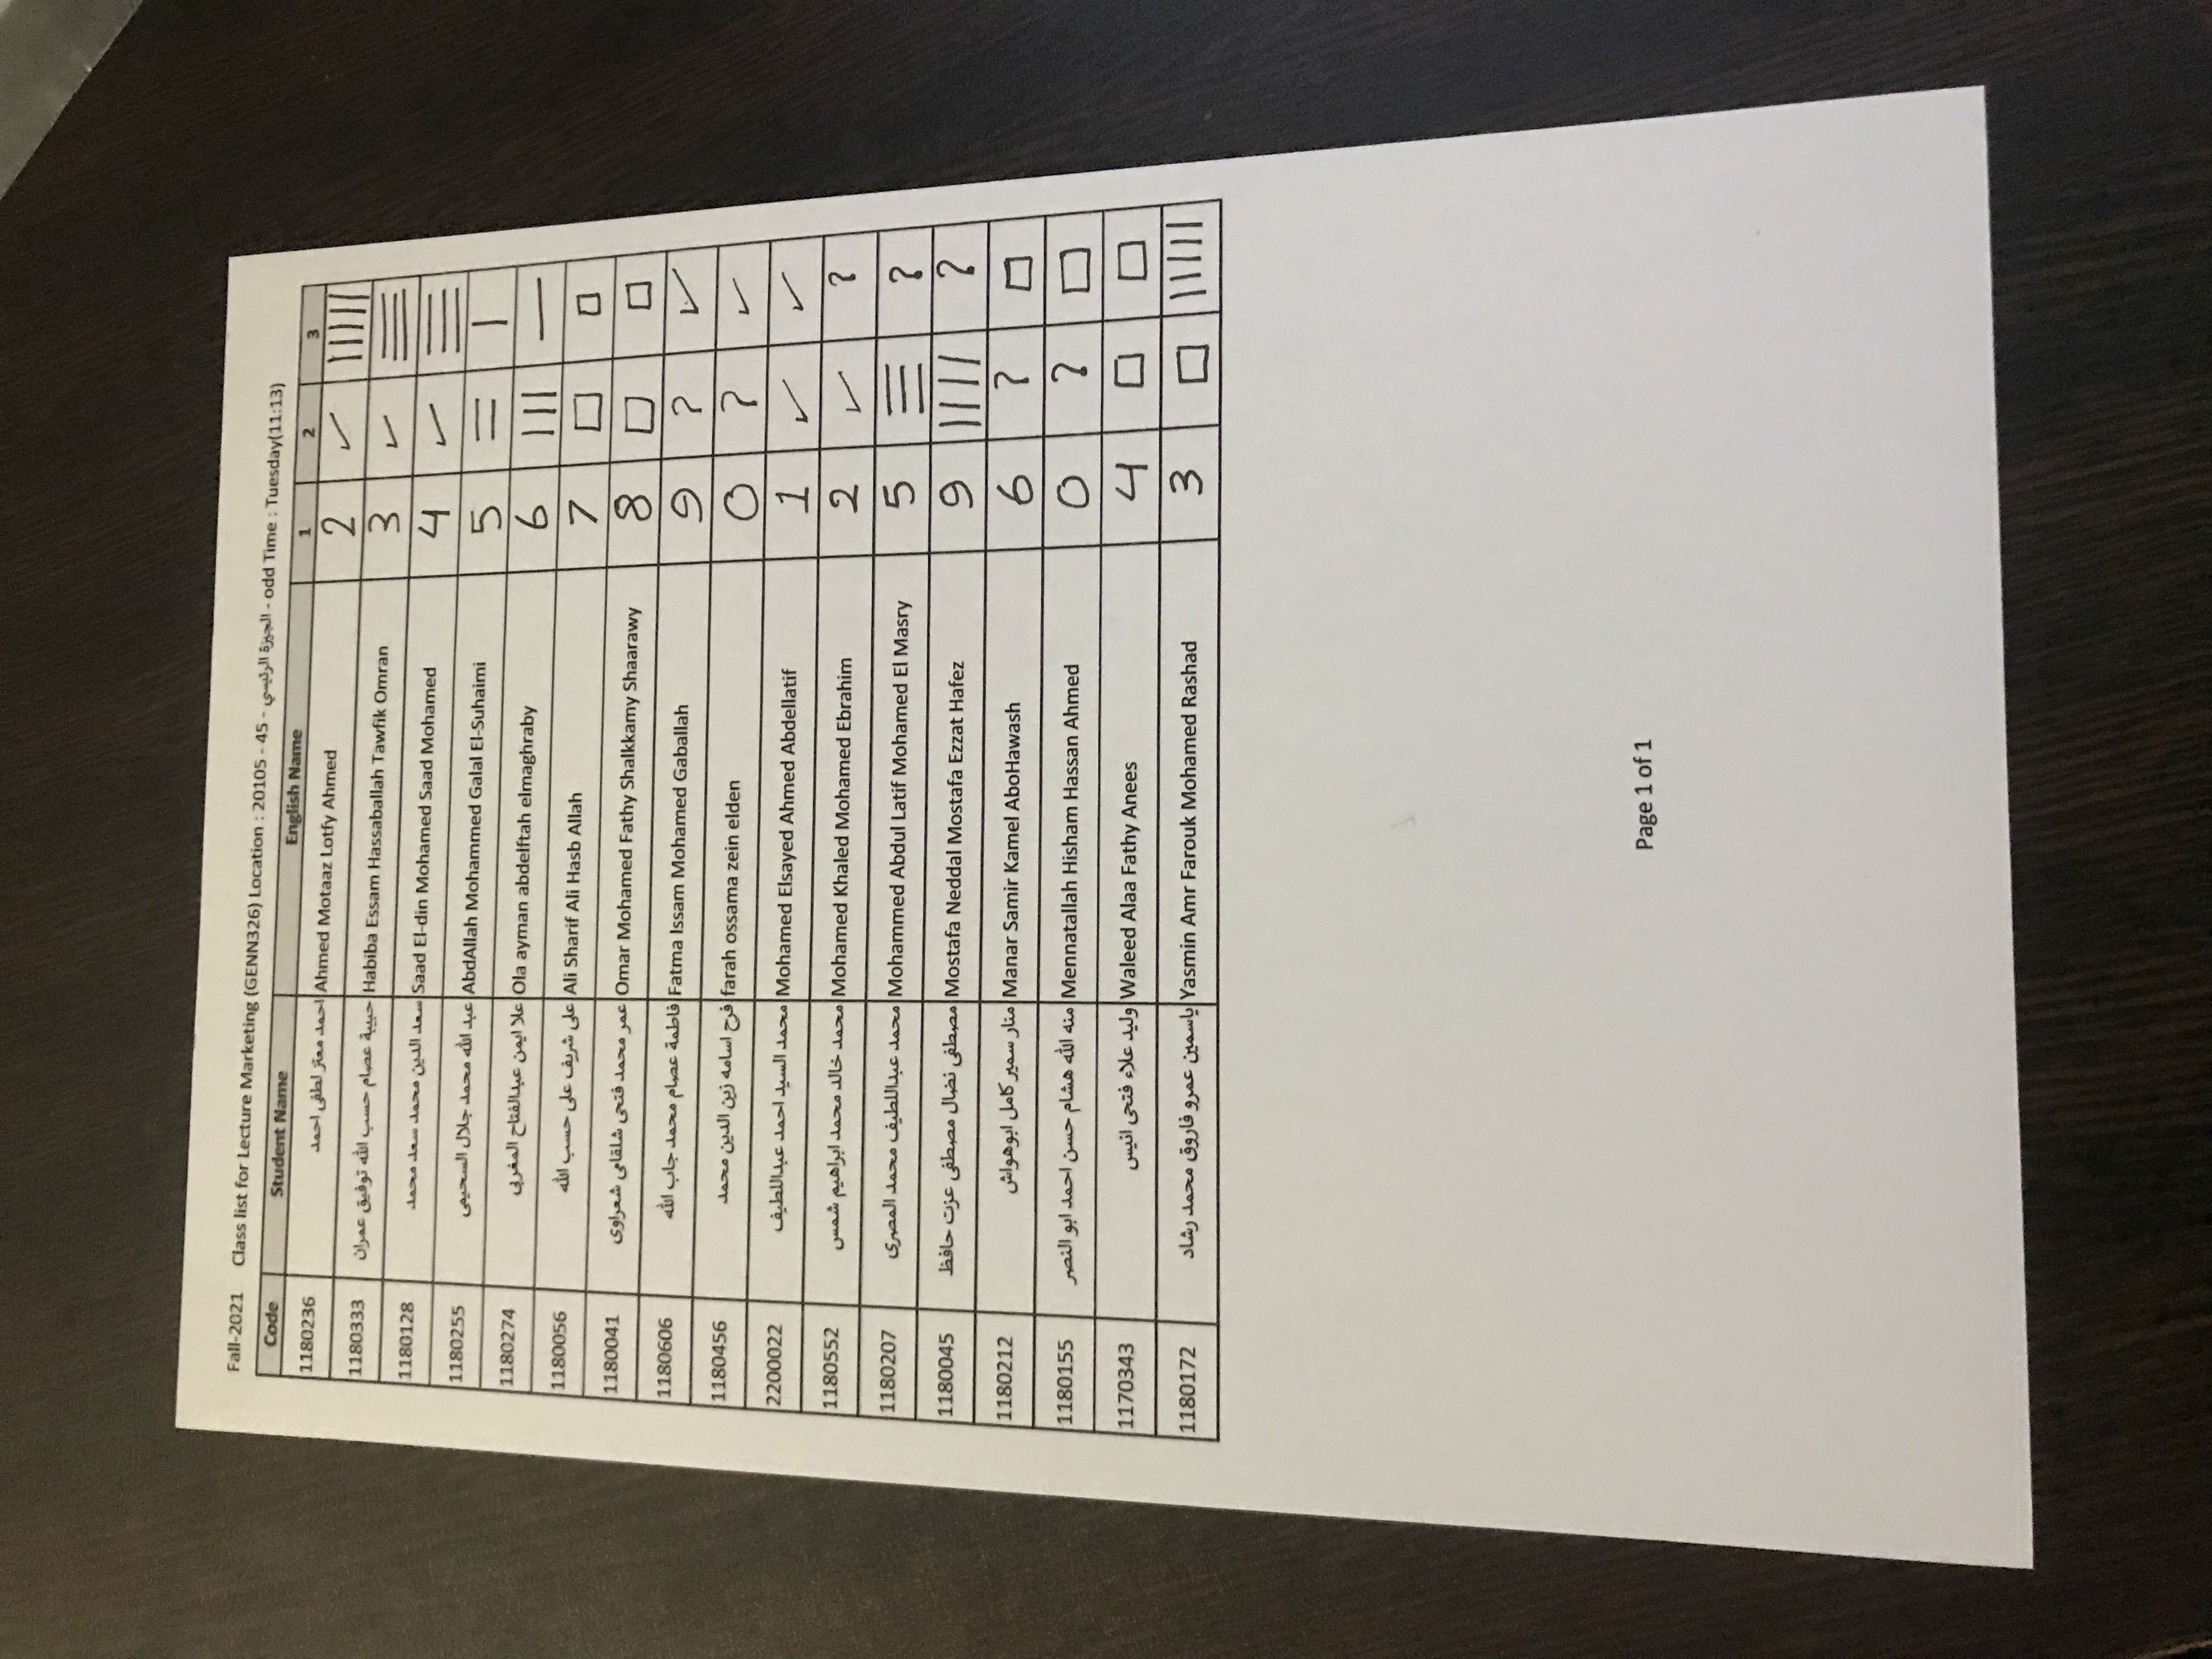 Fall-2021 Class list for Lecture Marketing (GENN326) Location : 20105 - 45 - الجيزة الرئيسي - odd Time : Tuesday(11:13)
Code Student Name English Name 1 2 3
1180236 احمد معتز لطفى احمد Ahmed Motaaz Lotfy Ahmed 2 ✓ |||||
1180333 حبيبة عصام حسب الله توفيق عمران Habiba Essam Hassaballah Tawfik Omran 3 ✓ ☰
1180128 سعد الدين محمد سعد محمد Saad El-din Mohamed Saad Mohamed 4 ✓ ☰
1180255 عبد الله محمد جلال السحيمى AbdAllah Mohammed Galal El-Suhaimi 5 = |
1180274 علا ايمن عبدالفتاح المغربى Ola ayman abdelftah elmaghraby 6 ||| —
1180056 على شريف على حسب الله Ali Sharif Ali Hasb Allah 7 □ □
1180041 عمر محمد فتحى شلقامى شعراوى Omar Mohamed Fathy Shalkkamy Shaarawy 8 □ □
1180606 فاطمة عصام محمد جاب الله Fatma Issam Mohamed Gaballah 9 ? ✓
1180456 فرح اسامه زين الدين محمد farah ossama zein elden 0 ? ✓
2200022 محمد السيد احمد عبداللطيف Mohamed Elsayed Ahmed Abdellatif 1 ✓ ✓
1180552 محمد خالد محمد ابراهيم شمس Mohamed Khaled Mohamed Ebrahim 2 ✓ ?
1180207 محمد عبداللطيف محمد المصرى Mohammed Abdul Latif Mohamed El Masry 5 ☰ ?
1180045 مصطفى نضال مصطفى عزت حافظ Mostafa Neddal Mostafa Ezzat Hafez 9 |||| ?
1180212 منار سمير كامل ابوهواش Manar Samir Kamel AboHawash 6 ? □
1180155 منه الله هشام حسن احمد ابو النصر Mennatallah Hisham Hassan Ahmed 0 ? □
1170343 وليد علاء فتحى انيس Waleed Alaa Fathy Anees 4 □ □
1180172 ياسمين عمرو فاروق محمد رشاد Yasmin Amr Farouk Mohamed Rashad 3 □ |||||
Page 1 of 1